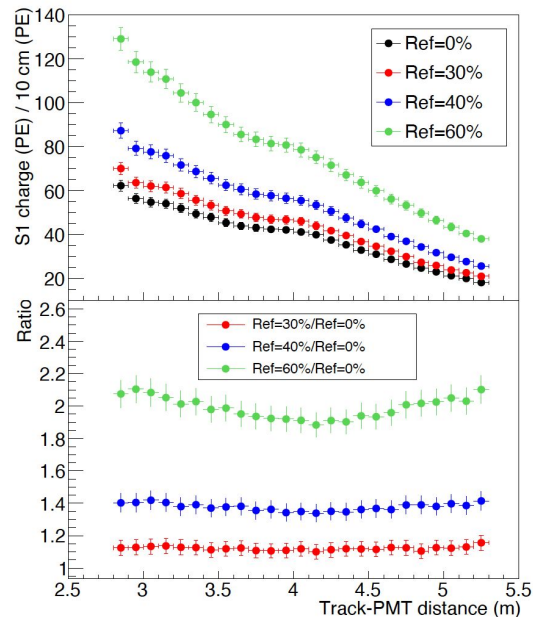 S1 charge (PE) / 10 cm (PE)
140
120
100
80
60
40
20
Ref=0%
Ref=30%
Ref=40%
Ref=60%
Ratio
2.6
2.4
2.2
2
1.8
1.6
1.4
1.2
1
Ref=30%/Ref=0%
Ref=40%/Ref=0%
Ref=60%/Ref=0%
2.5 3 3.5 4 4.5 5 5.5
Track-PMT distance (m)